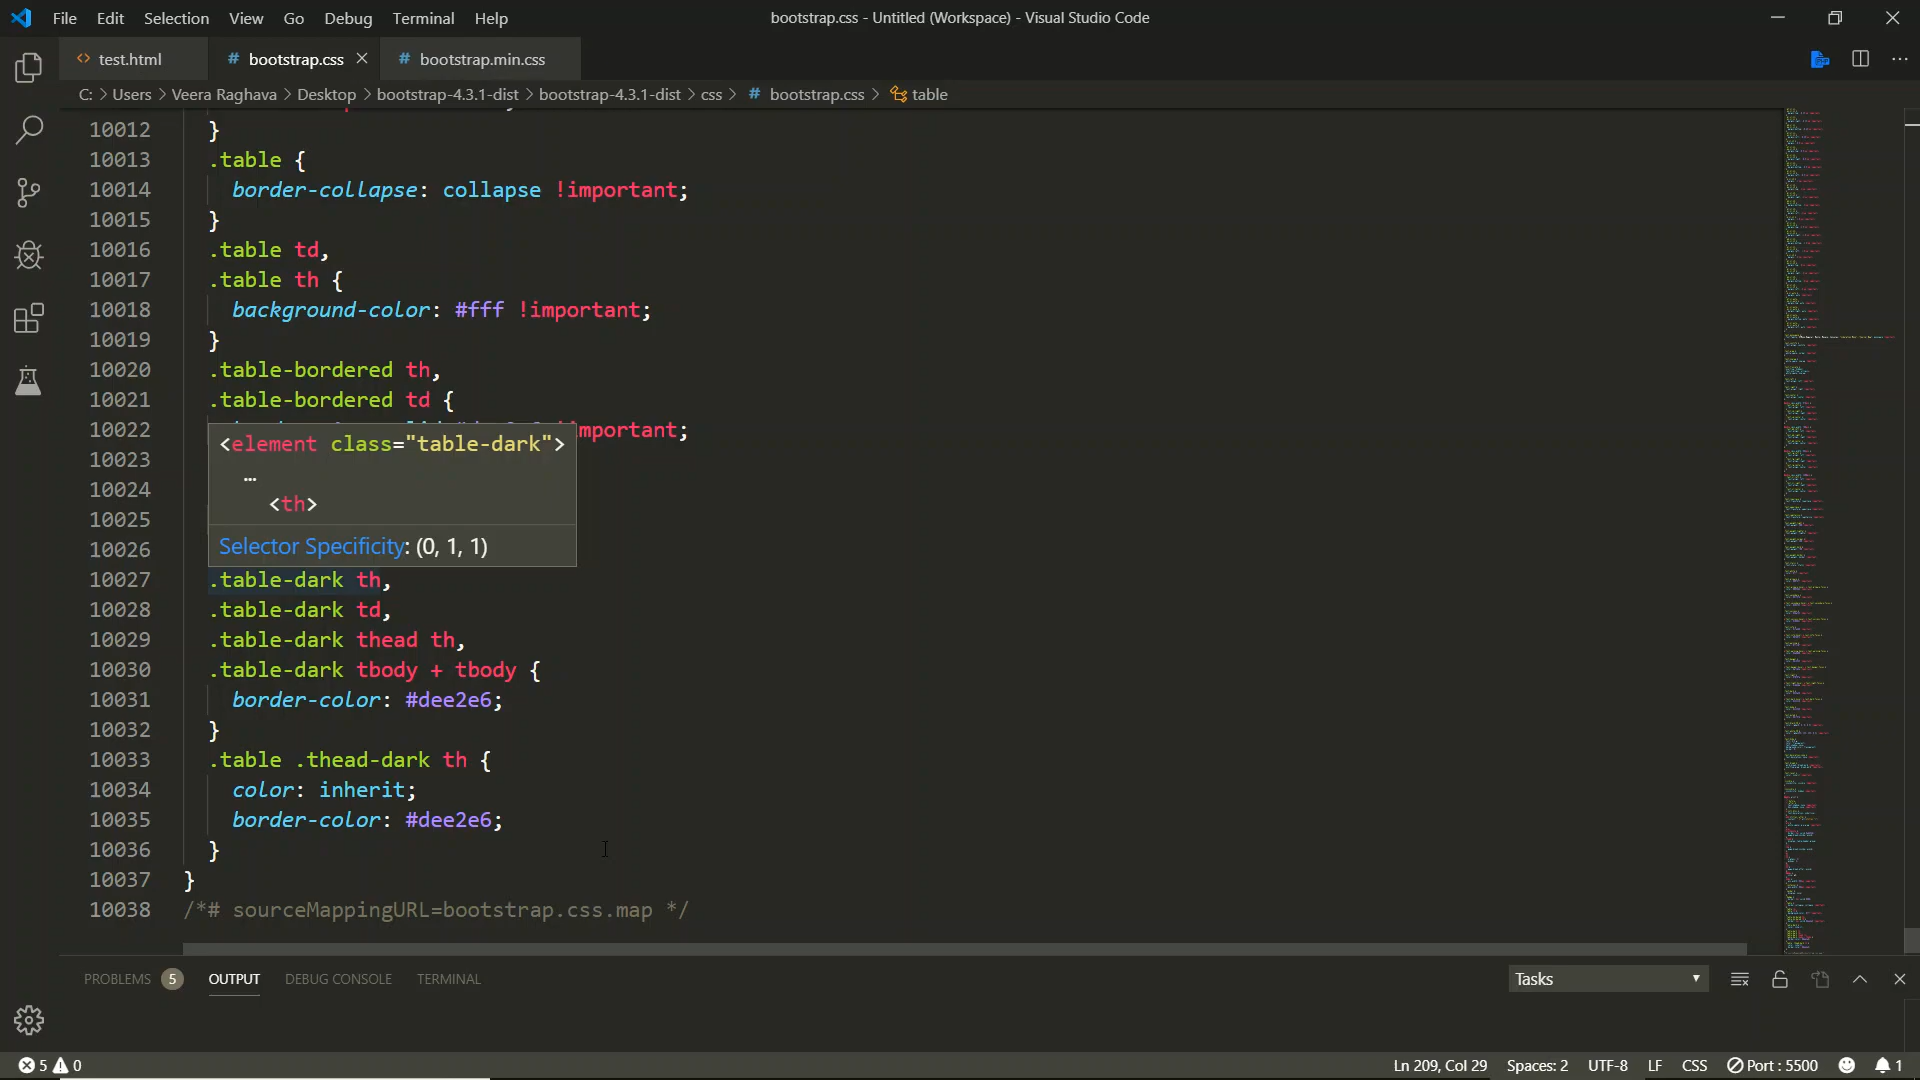 File Edit Selection View Go Debug Terminal Help
bootstrap.css - Untitled (Workspace) - Visual Studio Code
<> test.html
# bootstrap.css
# bootstrap.min.css
C: > Users > Veera Raghava > Desktop > bootstrap-4.3.1-dist > bootstrap-4.3.1-dist > css > # bootstrap.css > table
10012 }
10013 .table {
10014 border-collapse: collapse !important;
10015 }
10016 .table td,
10017 .table th {
10018 background-color: #fff !important;
10019 }
10020 .table-bordered th,
10021 .table-bordered td {
10022 important;
<element class="table-dark">
10023
…
10024
<th>
10025
10026
Selector Specificity: (0, 1, 1)
10027 .table-dark th,
10028 .table-dark td,
10029 .table-dark thead th,
10030 .table-dark tbody + tbody {
10031 border-color: #dee2e6;
10032 }
10033 .table .thead-dark th {
10034 color: inherit;
10035 border-color: #dee2e6;
10036 }
10037 }
10038 /*# sourceMappingURL=bootstrap.css.map */
PROBLEMS 5 OUTPUT DEBUG CONSOLE TERMINAL
Tasks
5 0
Ln 209, Col 29 Spaces: 2 UTF-8 LF CSS Port : 5500 1